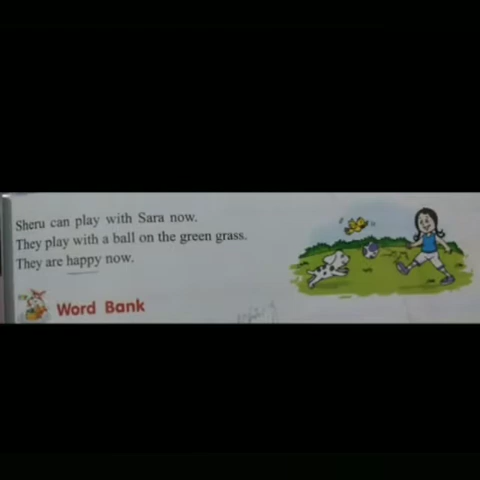 Sheru can play with Sara now.
They play with a ball on the green grass.
They are happy now.
Word Bank